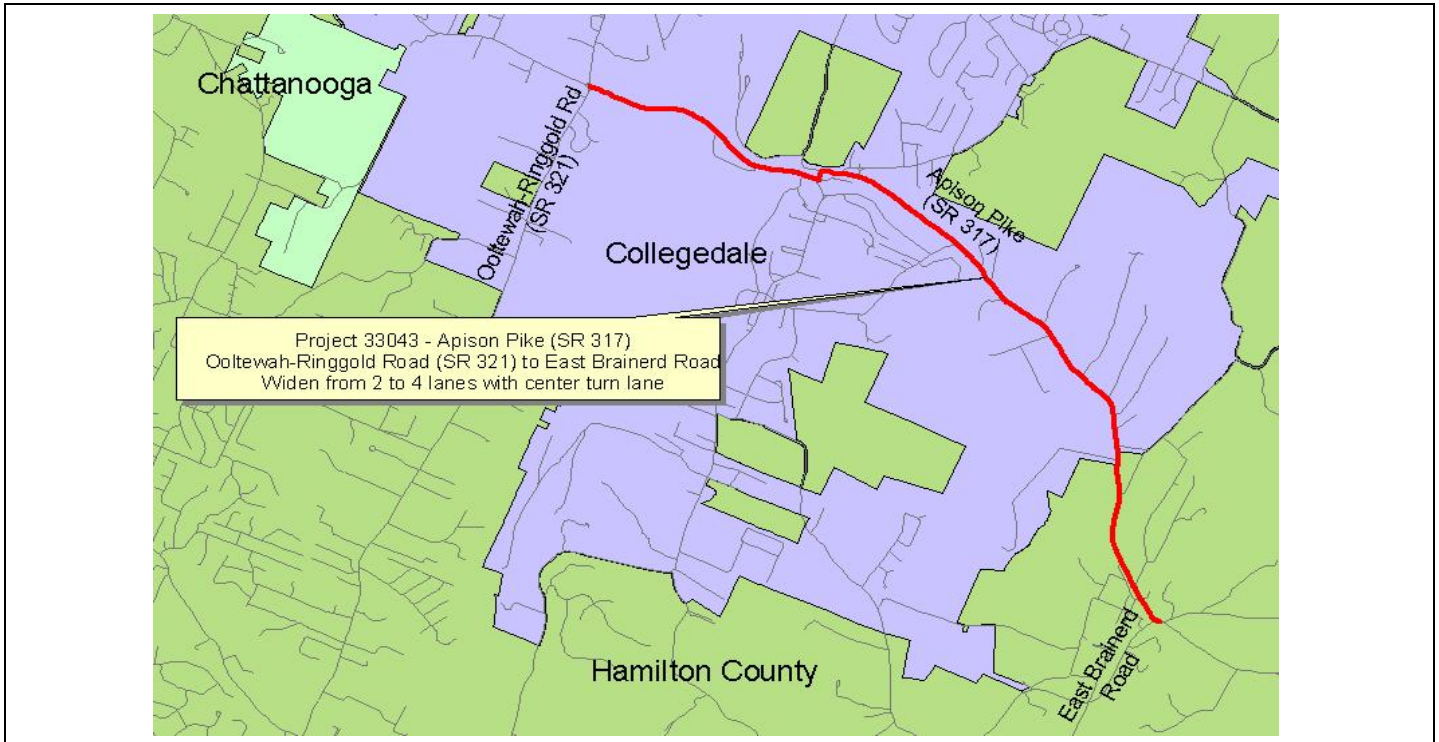 Chattanooga
Ooltewah-Ringgold Rd
(SR 321)
Apison Pike
(SR 317)
Collegedale
Project 33043 - Apison Pike (SR 317)
Ooltewah-Ringgold Road (SR 321) to East Brainerd Road
Widen from 2 to 4 lanes with center turn lane
Hamilton County
East Brainerd
Road